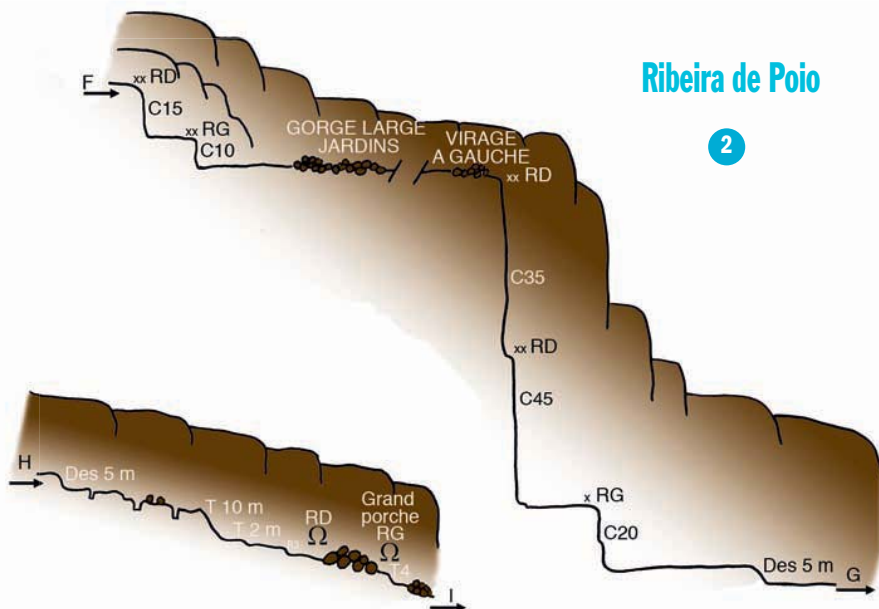 Ribeira de Poio
2
F
xx RD
C15
xx RG
C10
GORGE LARGE
JARDINS
VIRAGE
A GAUCHE
xx RD
C35
xx RD
C45
x RG
C20
Des 5 m
G
H
Des 5 m
T 10 m
T 2 m
RD
Ω
Grand
porche
RG
Ω
T4
I